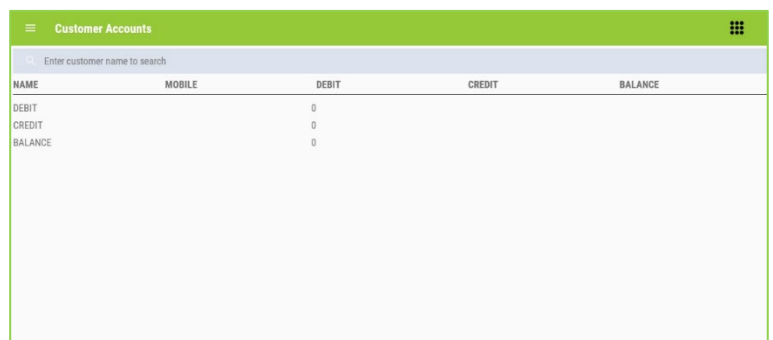 Customer Accounts
Enter customer name to search
NAME MOBILE DEBIT CREDIT BALANCE
DEBIT 0
CREDIT 0
BALANCE 0